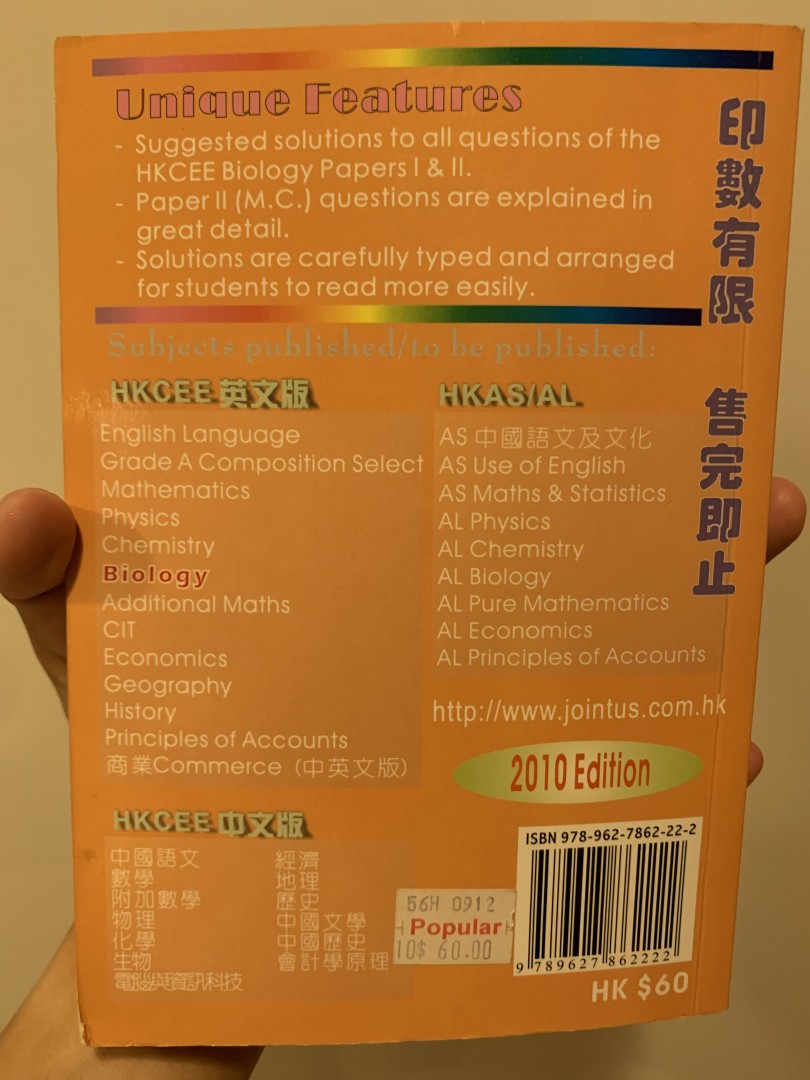 Unique Features
- Suggested solutions to all questions of the
HKCEE Biology Papers I & II.
- Paper II (M.C.) questions are explained in
great detail.
- Solutions are carefully typed and arranged
for students to read more easily.
印數有限 售完即止
Subjects published/to be published:
HKCEE 英文版
English Language
Grade A Composition Select
Mathematics
Physics
Chemistry
Biology
Additional Maths
CIT
Economics
Geography
History
Principles of Accounts
商業Commerce (中英文版)
HKAS/AL
AS 中國語文及文化
AS Use of English
AS Maths & Statistics
AL Physics
AL Chemistry
AL Biology
AL Pure Mathematics
AL Economics
AL Principles of Accounts
http://www.jointus.com.hk
2010 Edition
HKCEE 中文版
中國語文
數學
附加數學
物理
化學
生物
電腦與資訊科技
經濟
地理
歷史
中國文學
中國歷史
會計學原理
56H 0912
Popular
10$ 60.00
ISBN 978-962-7862-22-2
9 789627 862222
HK $60